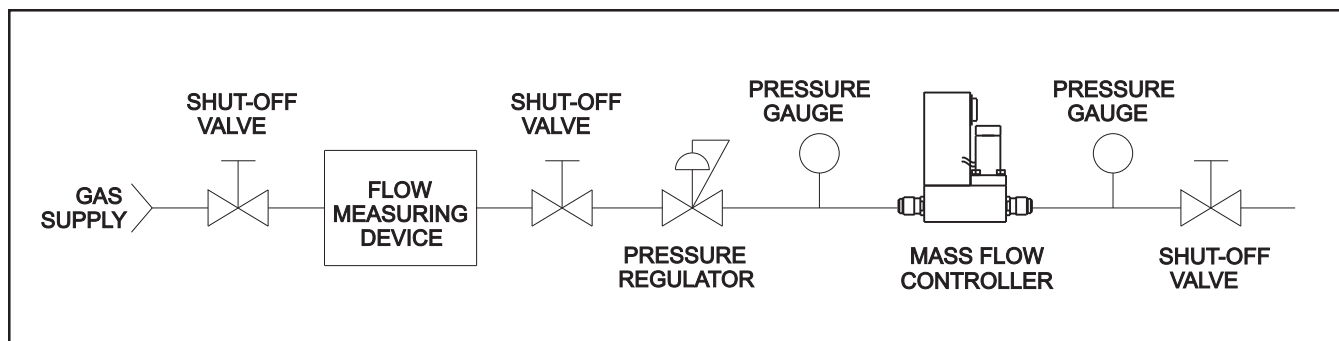 GAS
SUPPLY
SHUT-OFF
VALVE
FLOW
MEASURING
DEVICE
SHUT-OFF
VALVE
PRESSURE
REGULATOR
PRESSURE
GAUGE
MASS FLOW
CONTROLLER
PRESSURE
GAUGE
SHUT-OFF
VALVE